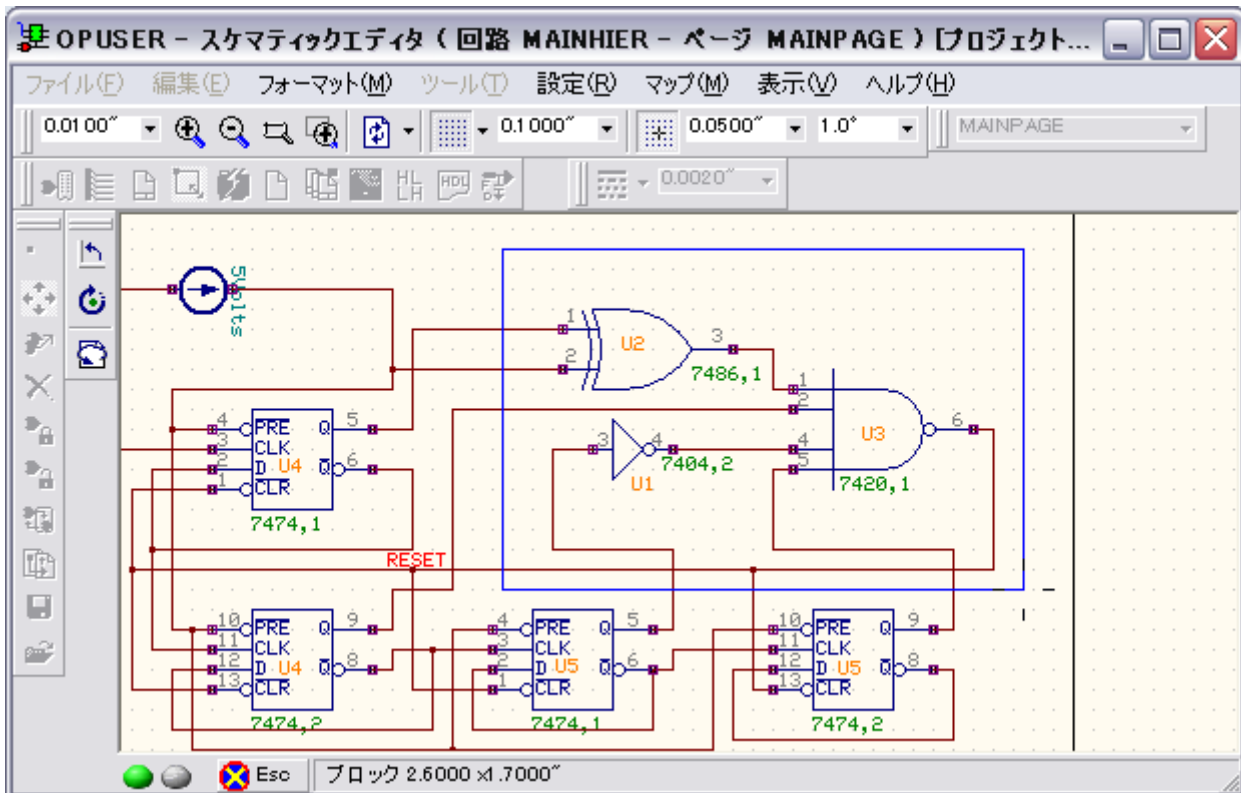 OPUSER - スケマティックエディタ ( 回路 MAINHIER - ページ MAINPAGE ) [プロジェクト...
ファイル(F) 編集(E) フォーマット(M) ツール(T) 設定(R) マップ(M) 表示(V) ヘルプ(H)
0.0100" 0.1000" 0.0500" 1.0° MAINPAGE
HL LH HDL 0.0020"
5Volts
1 U2 3
2 7486,1
1
2 U3 6
4
5 7420,1
3 4 7404,2
U1
4 PRE Q 5
3 CLK
2 D U4 Q 6
1 CLR
7474,1
RESET
10 PRE Q 9
11 CLK
12 D U4 Q 8
13 CLR
7474,2
4 PRE Q 5
3 CLK
2 D U5 Q 6
1 CLR
7474,1
10 PRE Q 9
11 CLK
12 D U5 Q 8
13 CLR
7474,2
Esc ブロック 2.6000 x1.7000"